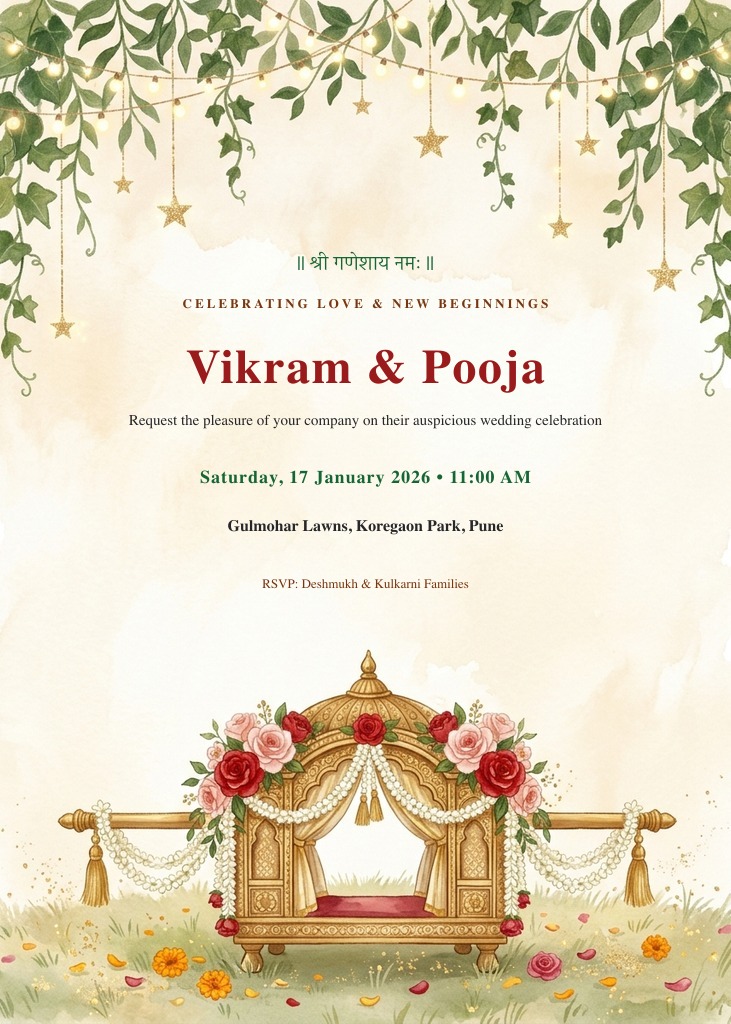 ॥ श्री गणेशाय नमः ॥
CELEBRATING LOVE & NEW BEGINNINGS
Vikram & Pooja
Request the pleasure of your company on their auspicious wedding celebration
Saturday, 17 January 2026 • 11:00 AM
Gulmohar Lawns, Koregaon Park, Pune
RSVP: Deshmukh & Kulkarni Families